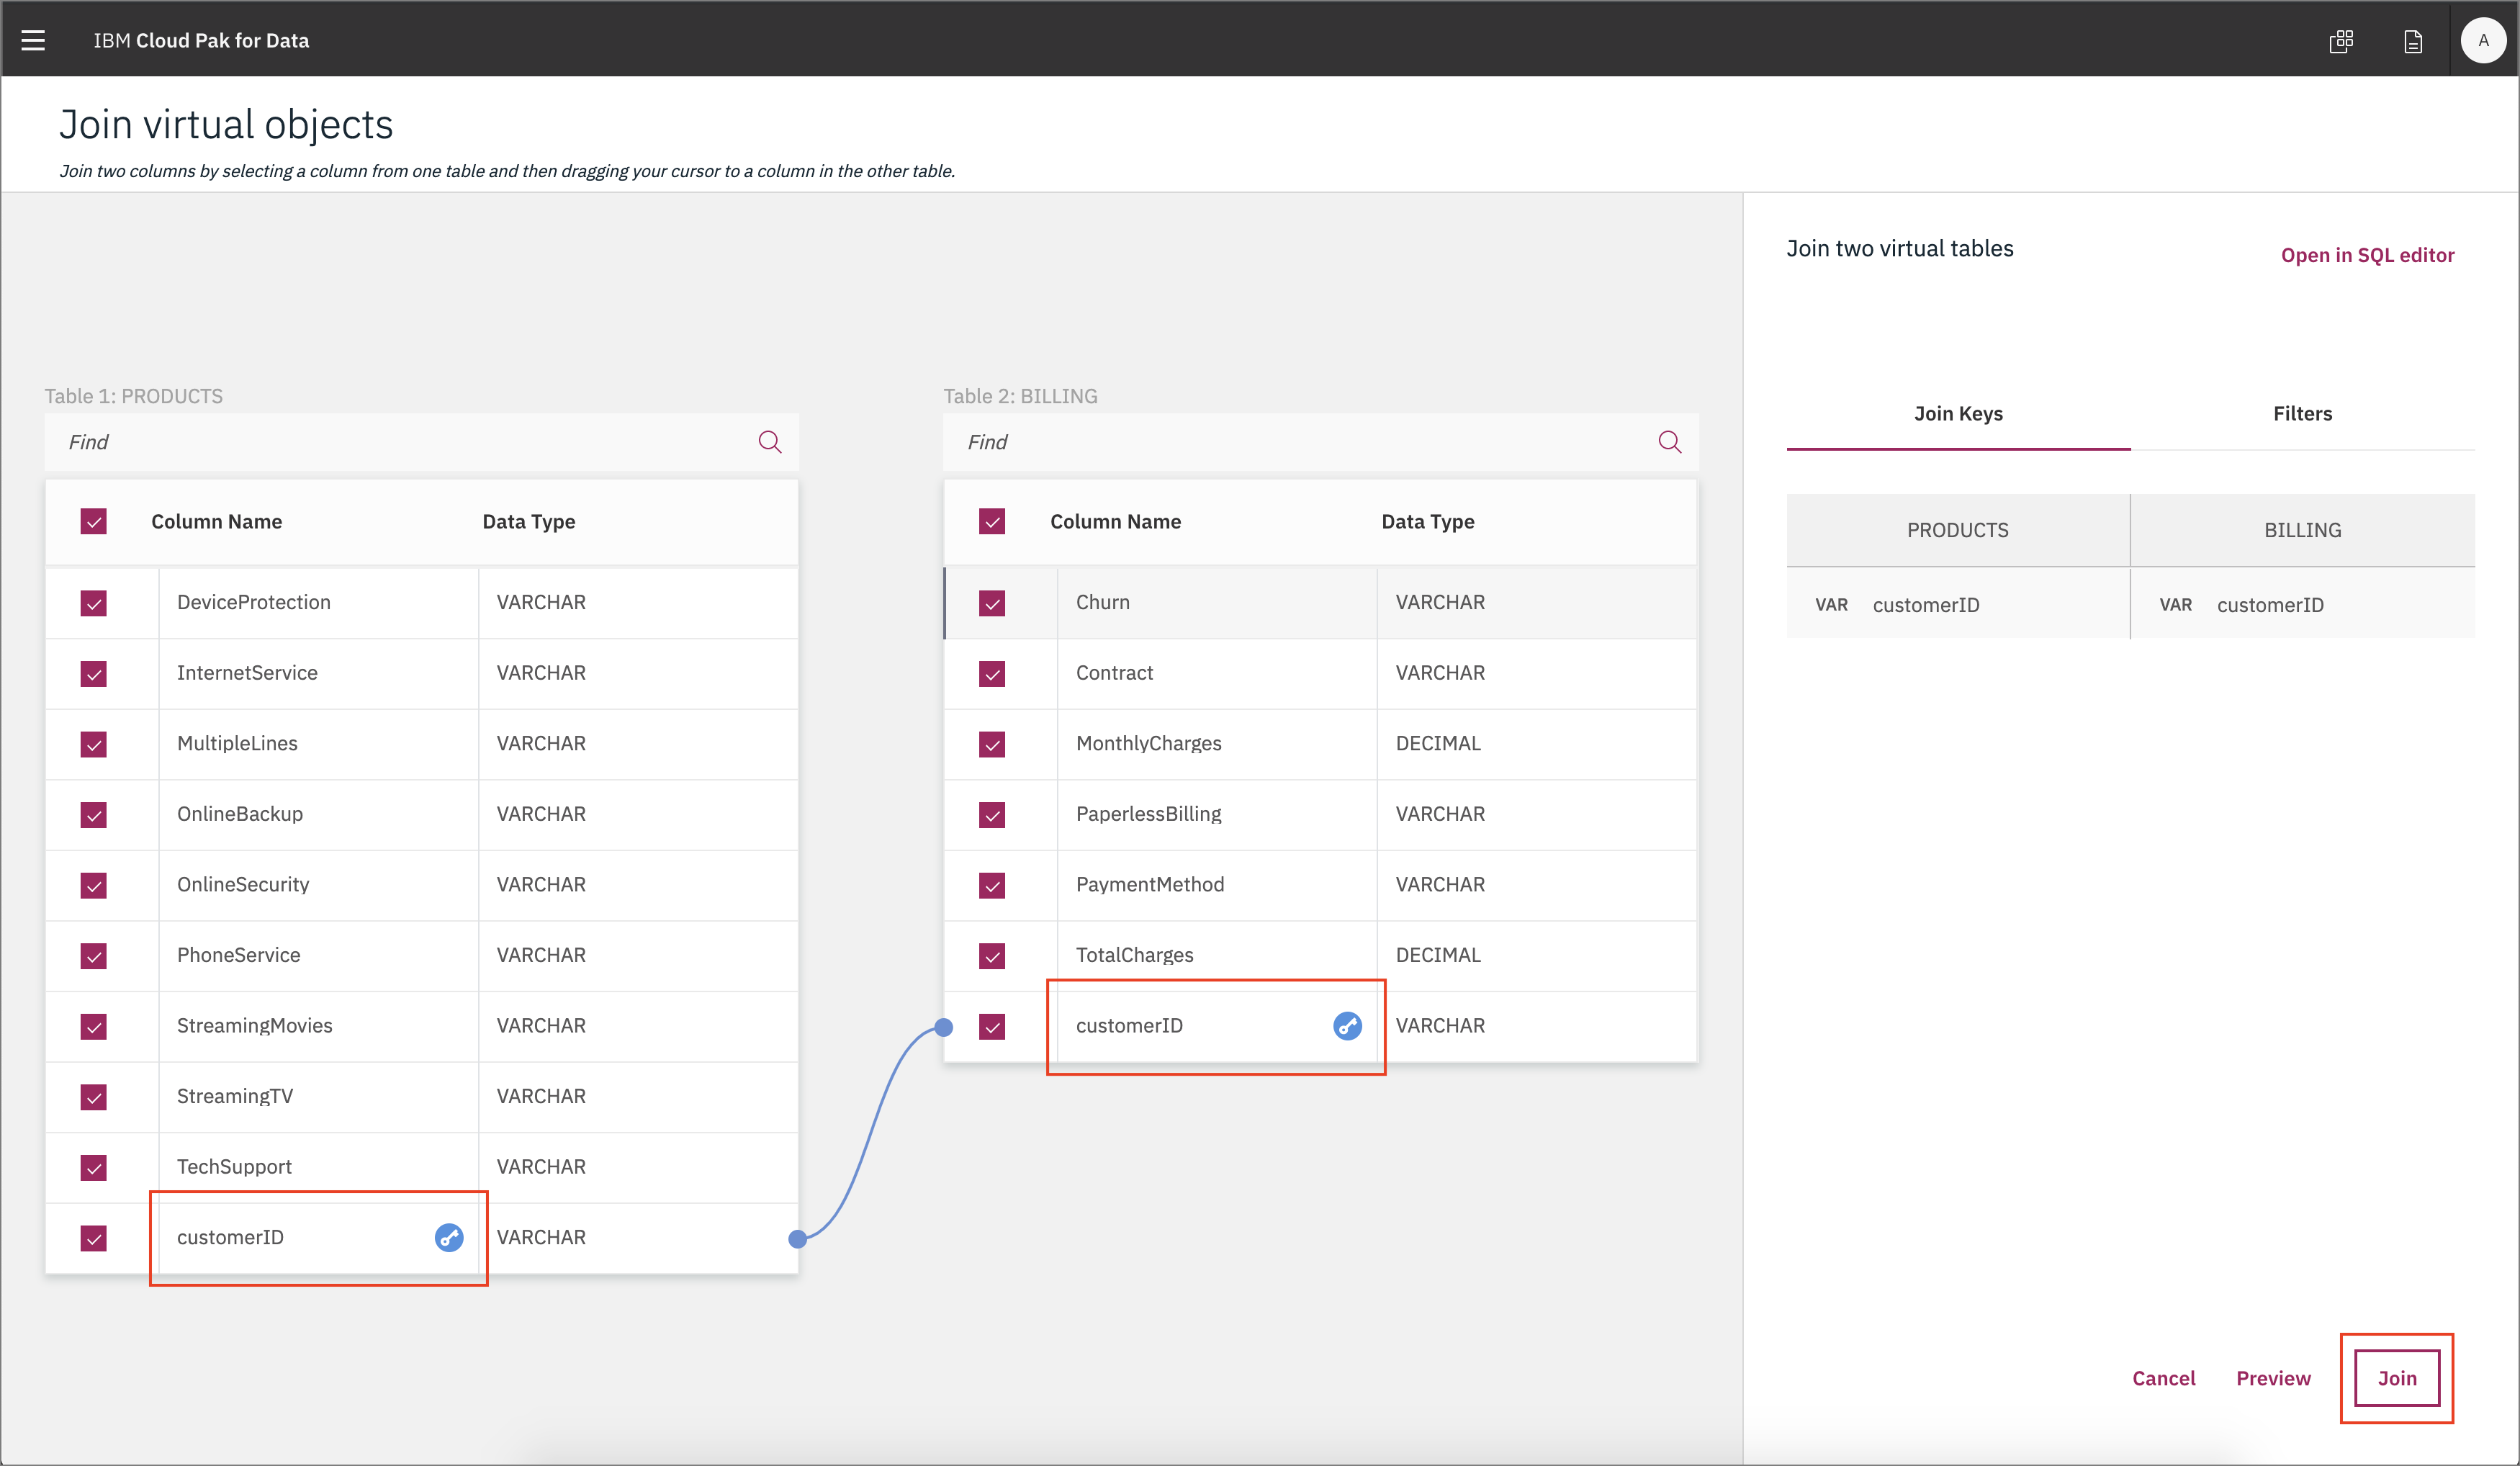 IBM Cloud Pak for Data
A
Join virtual objects
Join two columns by selecting a column from one table and then dragging your cursor to a column in the other table.
Table 1: PRODUCTS
Find
Column Name Data Type
DeviceProtection VARCHAR
InternetService VARCHAR
MultipleLines VARCHAR
OnlineBackup VARCHAR
OnlineSecurity VARCHAR
PhoneService VARCHAR
StreamingMovies VARCHAR
StreamingTV VARCHAR
TechSupport VARCHAR
customerID VARCHAR
Table 2: BILLING
Find
Column Name Data Type
Churn VARCHAR
Contract VARCHAR
MonthlyCharges DECIMAL
PaperlessBilling VARCHAR
PaymentMethod VARCHAR
TotalCharges DECIMAL
customerID VARCHAR
Join two virtual tables
Open in SQL editor
Join Keys Filters
PRODUCTS BILLING
VAR customerID VAR customerID
Cancel Preview Join